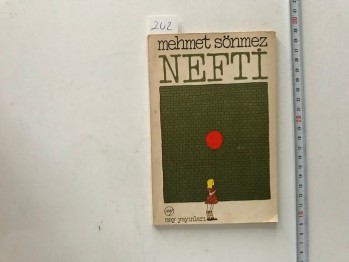 202
mehmet sönmez
NEFTİ
say yayınları